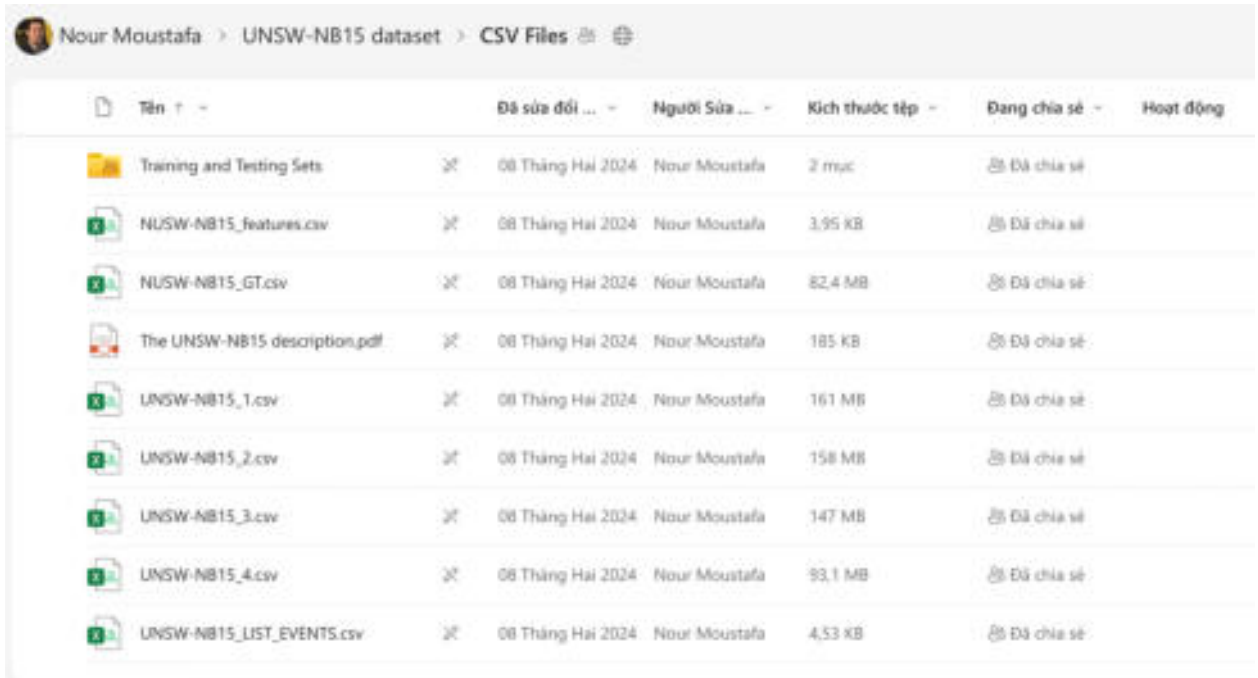 Nour Moustafa > UNSW-NB15 dataset > CSV Files
Tên ↑ Đã sửa đổi ... Người Sửa ... Kích thước tệp Đang chia sẻ Hoạt động
Training and Testing Sets 08 Tháng Hai 2024 Nour Moustafa 2 mục Đã chia sẻ
NUSW-NB15_features.csv 08 Tháng Hai 2024 Nour Moustafa 3,95 KB Đã chia sẻ
NUSW-NB15_GT.csv 08 Tháng Hai 2024 Nour Moustafa 82,4 MB Đã chia sẻ
The UNSW-NB15 description.pdf 08 Tháng Hai 2024 Nour Moustafa 185 KB Đã chia sẻ
UNSW-NB15_1.csv 08 Tháng Hai 2024 Nour Moustafa 161 MB Đã chia sẻ
UNSW-NB15_2.csv 08 Tháng Hai 2024 Nour Moustafa 158 MB Đã chia sẻ
UNSW-NB15_3.csv 08 Tháng Hai 2024 Nour Moustafa 147 MB Đã chia sẻ
UNSW-NB15_4.csv 08 Tháng Hai 2024 Nour Moustafa 93,1 MB Đã chia sẻ
UNSW-NB15_LIST_EVENTS.csv 08 Tháng Hai 2024 Nour Moustafa 4,53 KB Đã chia sẻ